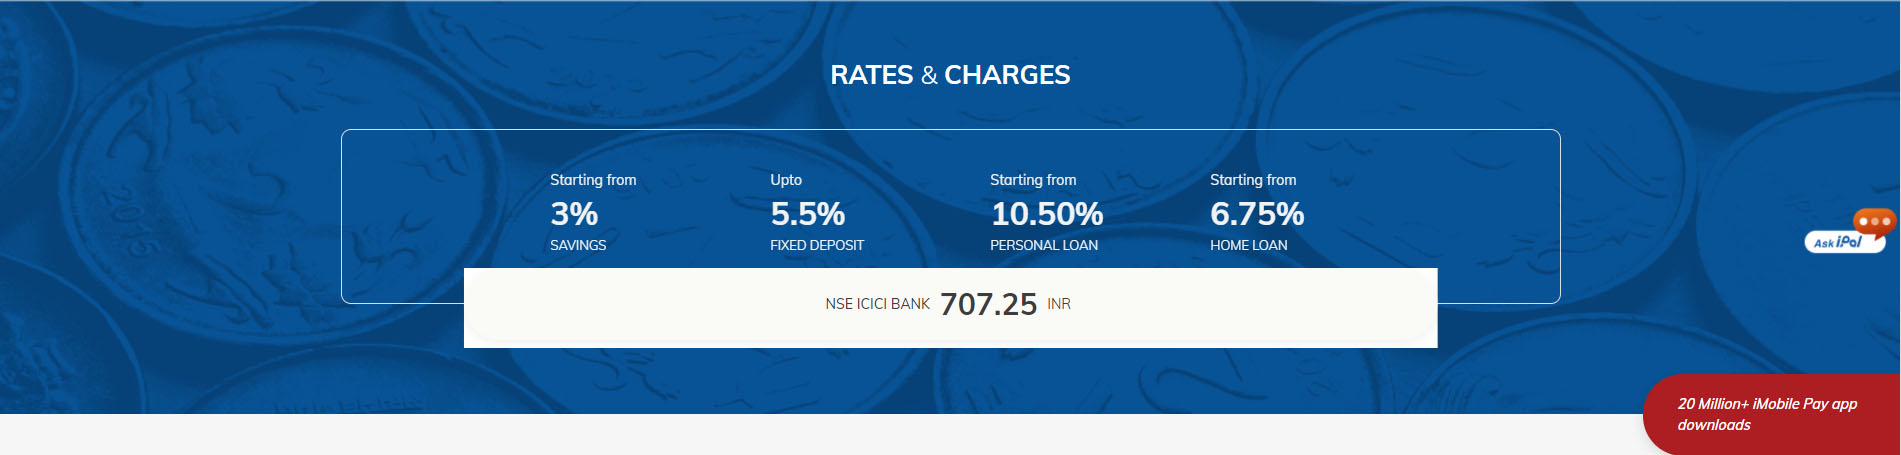 RATES & CHARGES
Starting from
3%
SAVINGS
Upto
5.5%
FIXED DEPOSIT
Starting from
10.50%
PERSONAL LOAN
Starting from
6.75%
HOME LOAN
NSE ICICI BANK 707.25 INR
Ask iPal
20 Million+ iMobile Pay app
downloads
2015